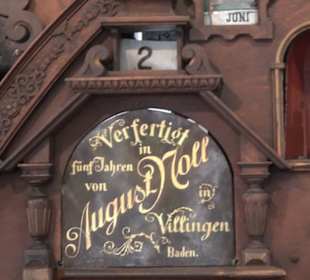 JUNI
2
Verfertigt
in
fünf Jahren
von
August Noll
in
Villingen
Baden.